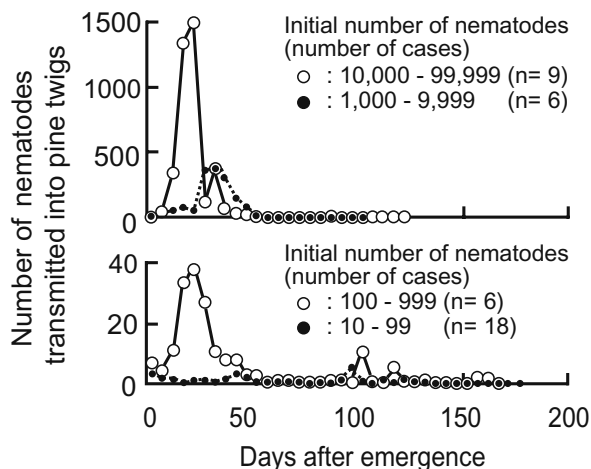 Number of nematodes
transmitted into pine twigs
1500
1000
500
0
Initial number of nematodes
(number of cases)
○ : 10,000 - 99,999 (n= 9)
● : 1,000 - 9,999 (n= 6)
40
20
0
Initial number of nematodes
(number of cases)
○ : 100 - 999 (n= 6)
● : 10 - 99 (n= 18)
0 50 100 150 200
Days after emergence